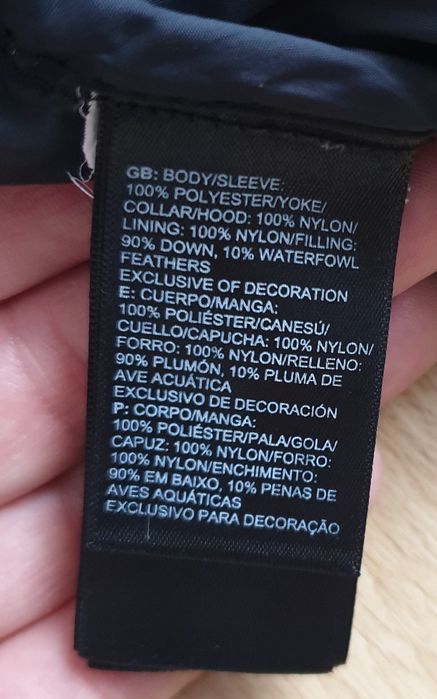 GB: BODY/SLEEVE:
100% POLYESTER/YOKE/
COLLAR/HOOD: 100% NYLON/
LINING: 100% NYLON/FILLING:
90% DOWN, 10% WATERFOWL
FEATHERS
EXCLUSIVE OF DECORATION
E: CUERPO/MANGA:
100% POLIÉSTER/CANESÚ/
CUELLO/CAPUCHA: 100% NYLON/
FORRO: 100% NYLON/RELLENO:
90% PLUMÓN, 10% PLUMA DE
AVE ACUÁTICA
EXCLUSIVO DE DECORACIÓN
P: CORPO/MANGA:
100% POLIÉSTER/PALA/GOLA/
CAPUZ: 100% NYLON/FORRO:
100% NYLON/ENCHIMENTO:
90% EM BAIXO, 10% PENAS DE
AVES AQUÁTICAS
EXCLUSIVO PARA DECORAÇÃO